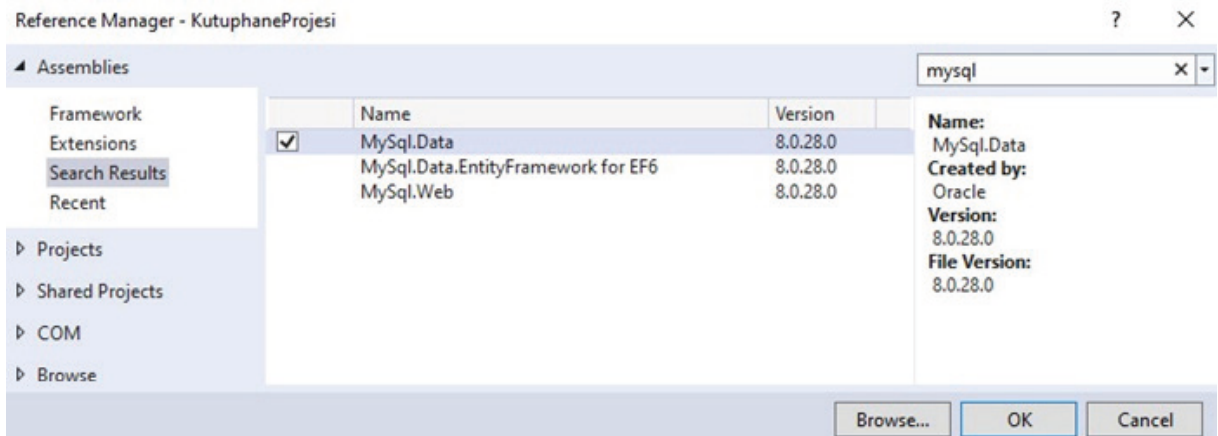 Reference Manager - KutuphaneProjesi
?
Assemblies
mysql
Framework
Extensions
Search Results
Recent
Projects
Shared Projects
COM
Browse
Name Version
MySql.Data 8.0.28.0
MySql.Data.EntityFramework for EF6 8.0.28.0
MySql.Web 8.0.28.0
Name:
MySql.Data
Created by:
Oracle
Version:
8.0.28.0
File Version:
8.0.28.0
Browse... OK Cancel